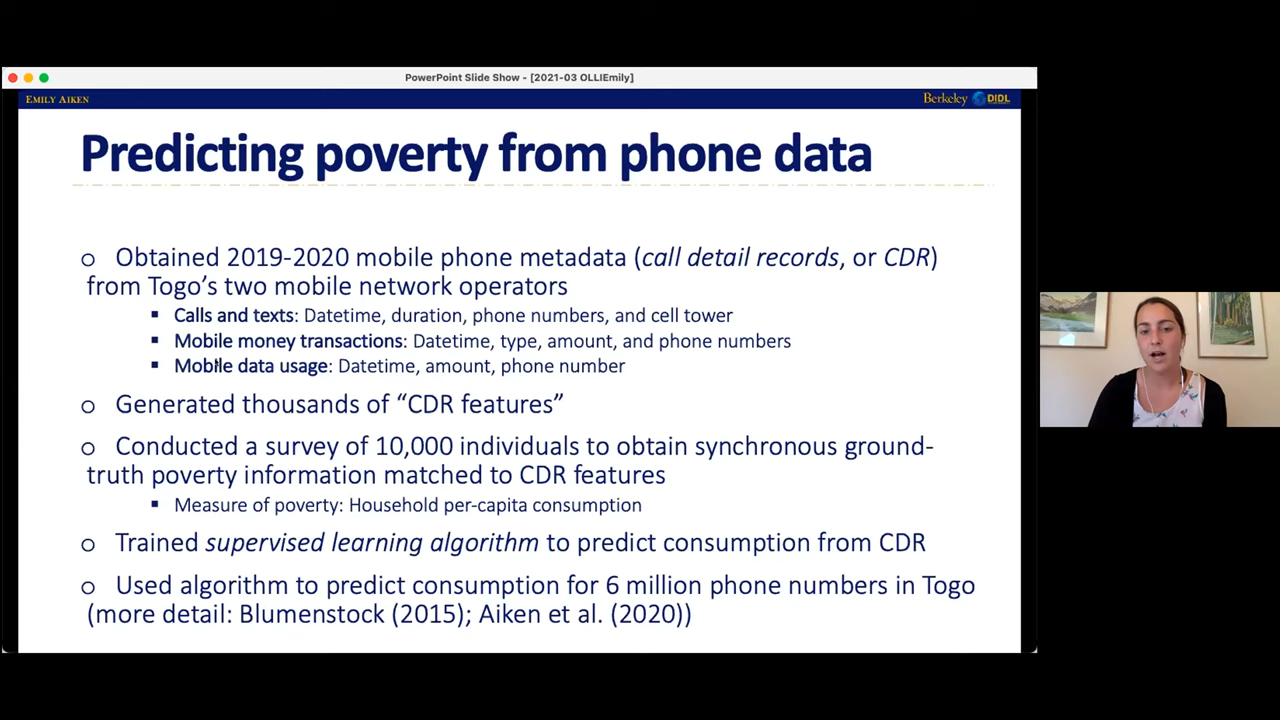 PowerPoint Slide Show - [2021-03 OLLIEmily]
EMILY AIKEN
Berkeley DIDL
Predicting poverty from phone data
o Obtained 2019-2020 mobile phone metadata (call detail records, or CDR)
from Togo’s two mobile network operators
▪ Calls and texts: Datetime, duration, phone numbers, and cell tower
▪ Mobile money transactions: Datetime, type, amount, and phone numbers
▪ Mobile data usage: Datetime, amount, phone number
o Generated thousands of “CDR features”
o Conducted a survey of 10,000 individuals to obtain synchronous ground-
truth poverty information matched to CDR features
▪ Measure of poverty: Household per-capita consumption
o Trained supervised learning algorithm to predict consumption from CDR
o Used algorithm to predict consumption for 6 million phone numbers in Togo
(more detail: Blumenstock (2015); Aiken et al. (2020))